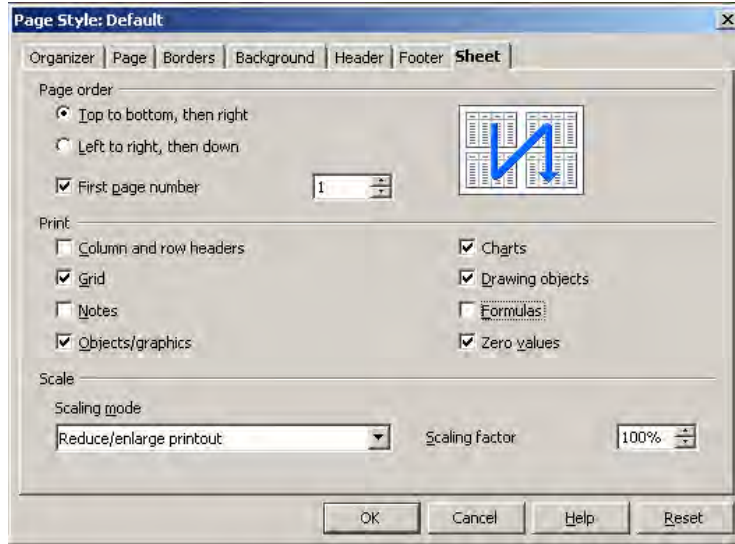 Page Style: Default
Organizer Page Borders Background Header Footer Sheet
Page order
Top to bottom, then right
Left to right, then down
First page number 1
Print
Column and row headers Charts
Grid Drawing objects
Notes Formulas
Objects/graphics Zero values
Scale
Scaling mode
Reduce/enlarge printout Scaling factor 100%
OK Cancel Help Reset